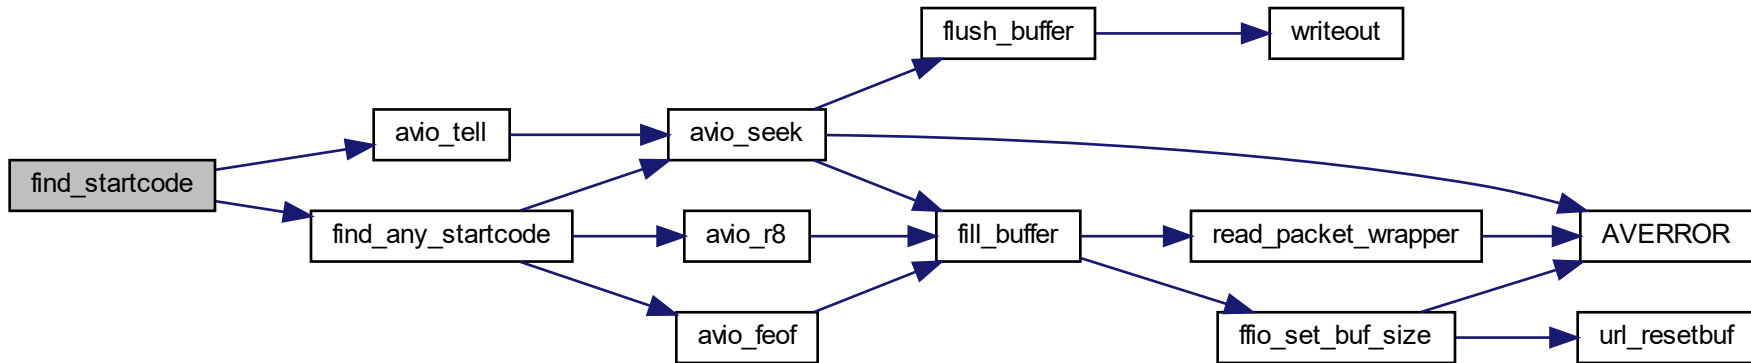 flush_buffer
writeout
avio_tell
avio_seek
find_startcode
find_any_startcode
avio_r8
fill_buffer
read_packet_wrapper
AVERROR
avio_feof
ffio_set_buf_size
url_resetbuf